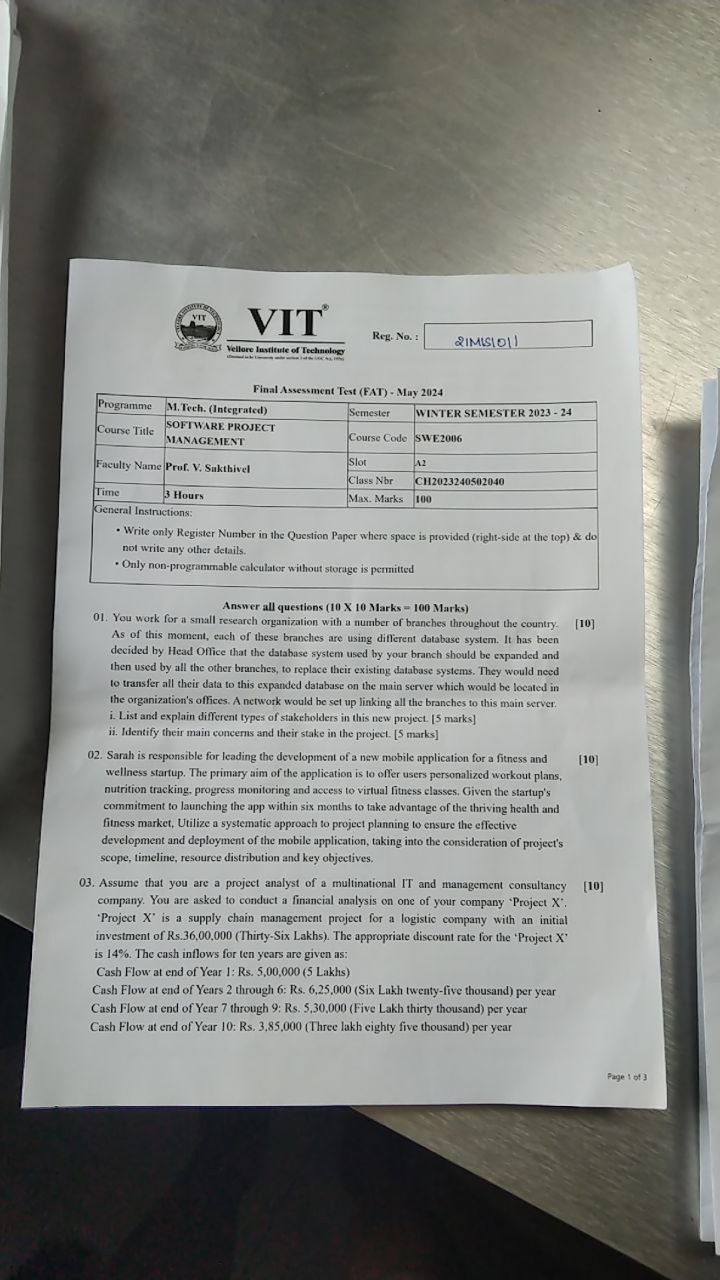 VIT®
Vellore Institute of Technology
Reg. No. :
21MIS1011
Final Assessment Test (FAT) - May 2024
Programme M.Tech. (Integrated) Semester WINTER SEMESTER 2023 - 24
Course Title SOFTWARE PROJECT MANAGEMENT Course Code SWE2006
Faculty Name Prof. V. Sakthivel Slot A2
Class Nbr CH2023240502040
Time 3 Hours Max. Marks 100
General Instructions:
• Write only Register Number in the Question Paper where space is provided (right-side at the top) & do
not write any other details.
• Only non-programmable calculator without storage is permitted
Answer all questions (10 X 10 Marks = 100 Marks)
01. You work for a small research organization with a number of branches throughout the country. [10]
As of this moment, each of these branches are using different database system. It has been
decided by Head Office that the database system used by your branch should be expanded and
then used by all the other branches, to replace their existing database systems. They would need
to transfer all their data to this expanded database on the main server which would be located in
the organization's offices. A network would be set up linking all the branches to this main server.
i. List and explain different types of stakeholders in this new project. [5 marks]
ii. Identify their main concerns and their stake in the project. [5 marks]
02. Sarah is responsible for leading the development of a new mobile application for a fitness and [10]
wellness startup. The primary aim of the application is to offer users personalized workout plans,
nutrition tracking, progress monitoring and access to virtual fitness classes. Given the startup's
commitment to launching the app within six months to take advantage of the thriving health and
fitness market, Utilize a systematic approach to project planning to ensure the effective
development and deployment of the mobile application, taking into the consideration of project's
scope, timeline, resource distribution and key objectives.
03. Assume that you are a project analyst of a multinational IT and management consultancy [10]
company. You are asked to conduct a financial analysis on one of your company 'Project X'.
'Project X' is a supply chain management project for a logistic company with an initial
investment of Rs.36,00,000 (Thirty-Six Lakhs). The appropriate discount rate for the 'Project X'
is 14%. The cash inflows for ten years are given as:
Cash Flow at end of Year 1: Rs. 5,00,000 (5 Lakhs)
Cash Flow at end of Years 2 through 6: Rs. 6,25,000 (Six Lakh twenty-five thousand) per year
Cash Flow at end of Year 7 through 9: Rs. 5,30,000 (Five Lakh thirty thousand) per year
Cash Flow at end of Year 10: Rs. 3,85,000 (Three lakh eighty five thousand) per year
Page 1 of 3